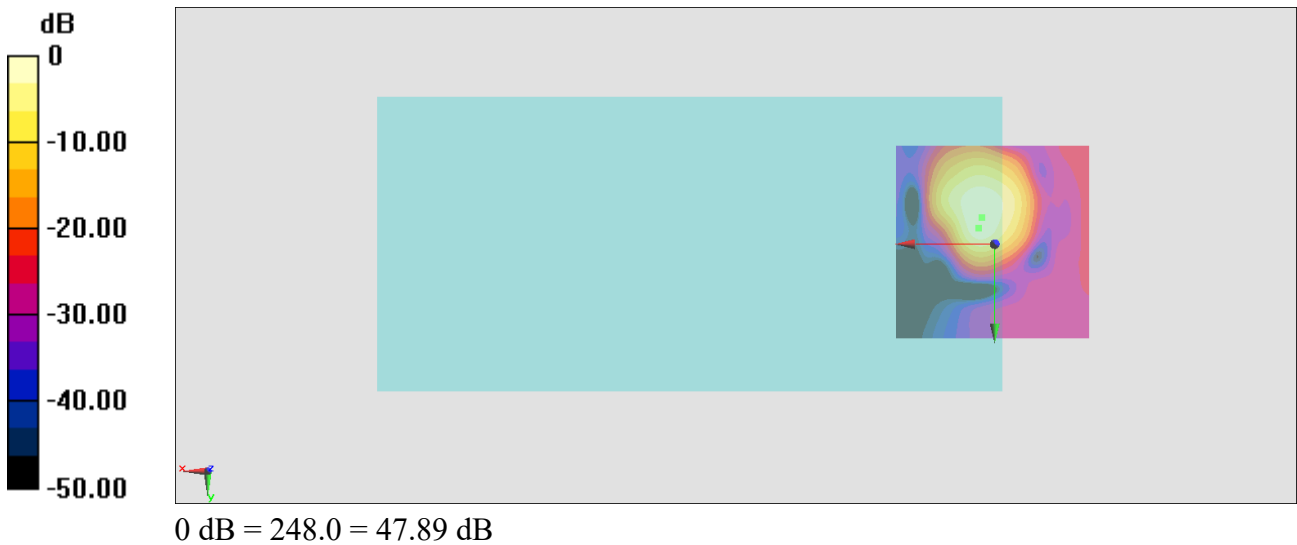 dB
0
-10.00
-20.00
-30.00
-40.00
-50.00
x
z
y
0 dB = 248.0 = 47.89 dB